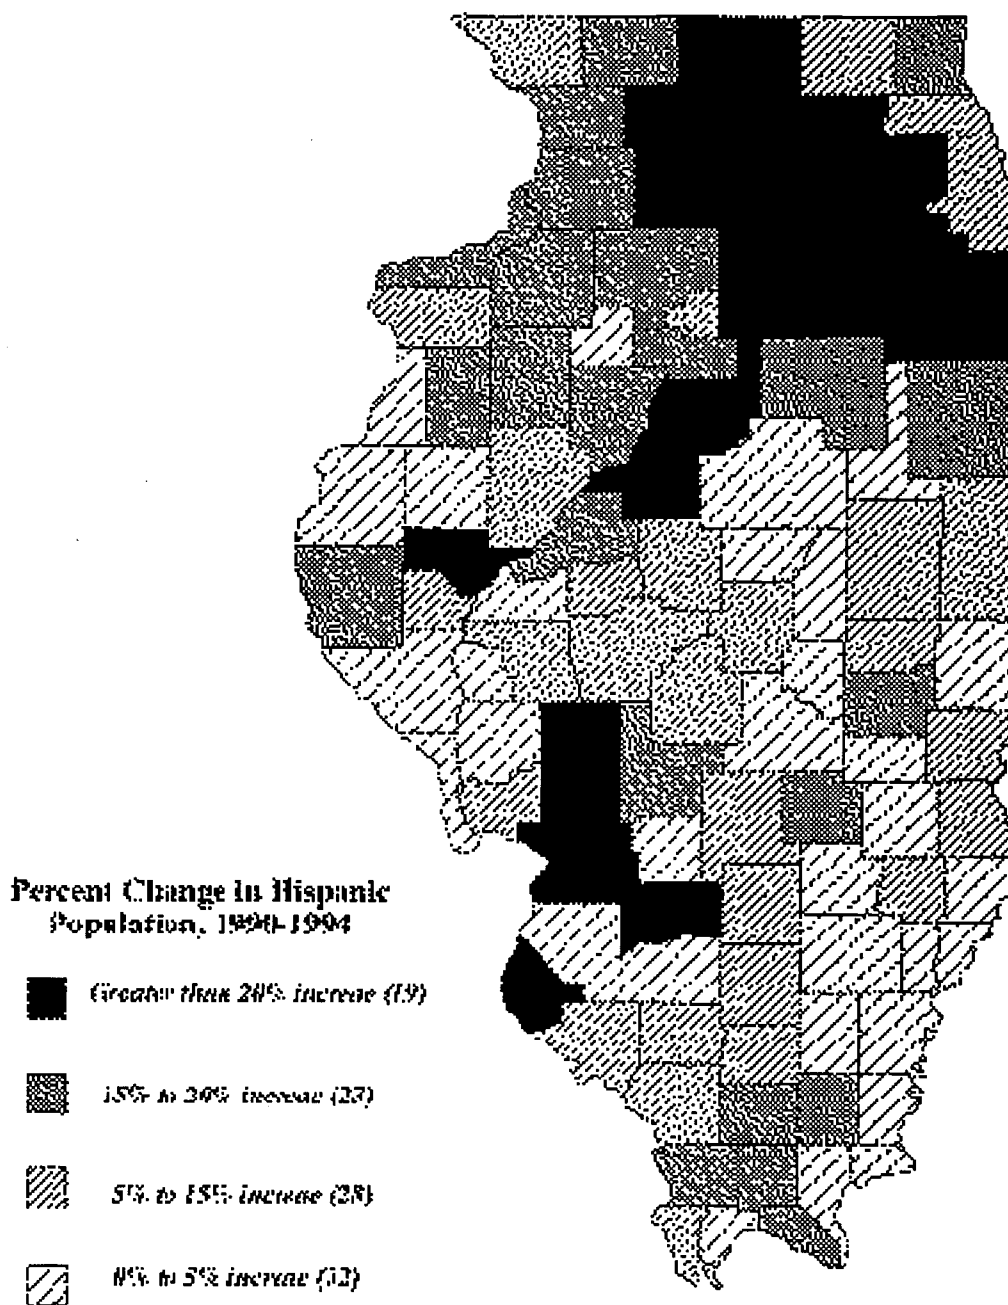 Percent Change in Hispanic
Population, 1990-1994
Greater than 20% increase (19)
15% to 20% increase (23)
5% to 15% increase (28)
0% to 5% increase (32)